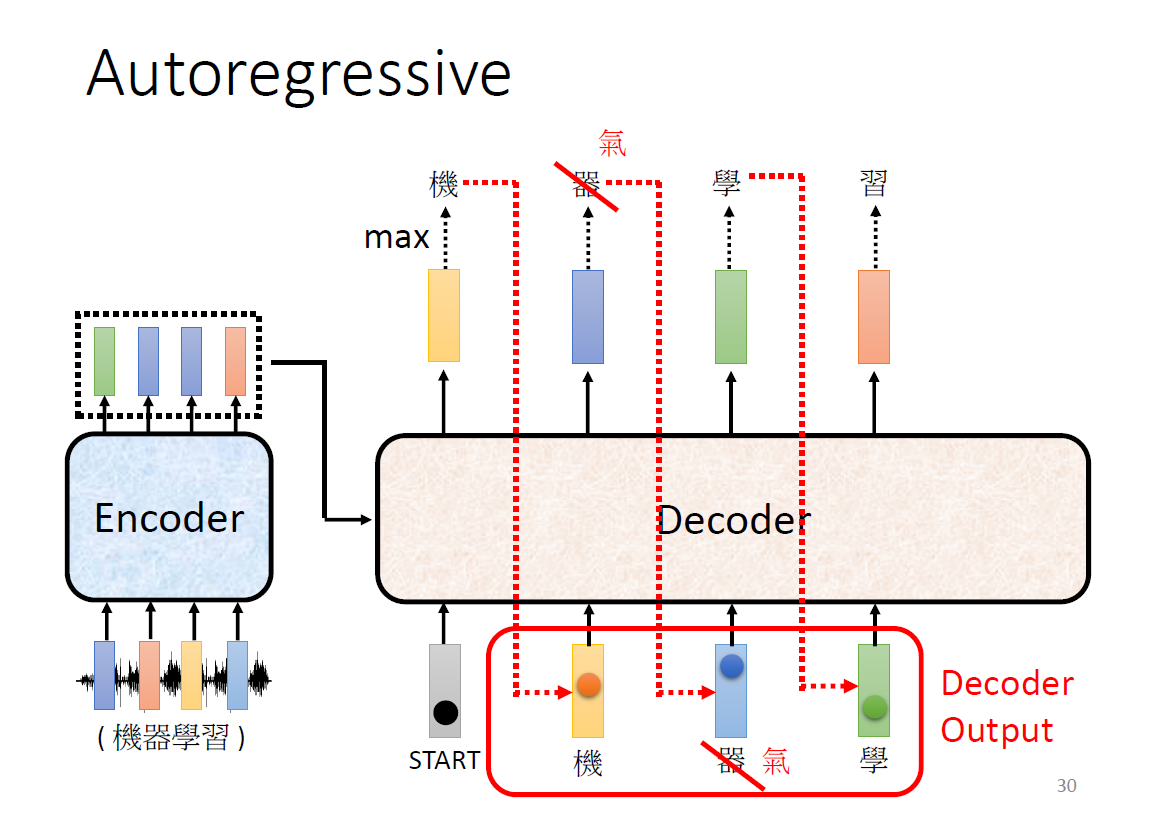 Autoregressive
氣
機 器 學 習
max
Encoder
Decoder
( 機器學習 )
START 機 器 氣 學
Decoder
Output
30